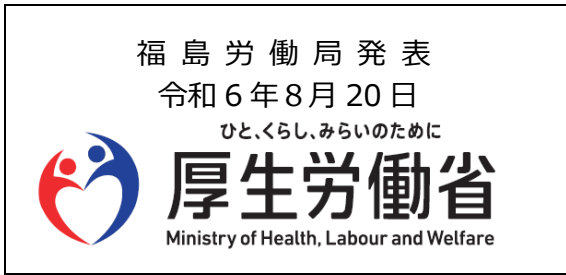 福島労働局発表
令和６年８月 20 日
ひと、くらし、みらいのために
厚生労働省
Ministry of Health, Labour and Welfare